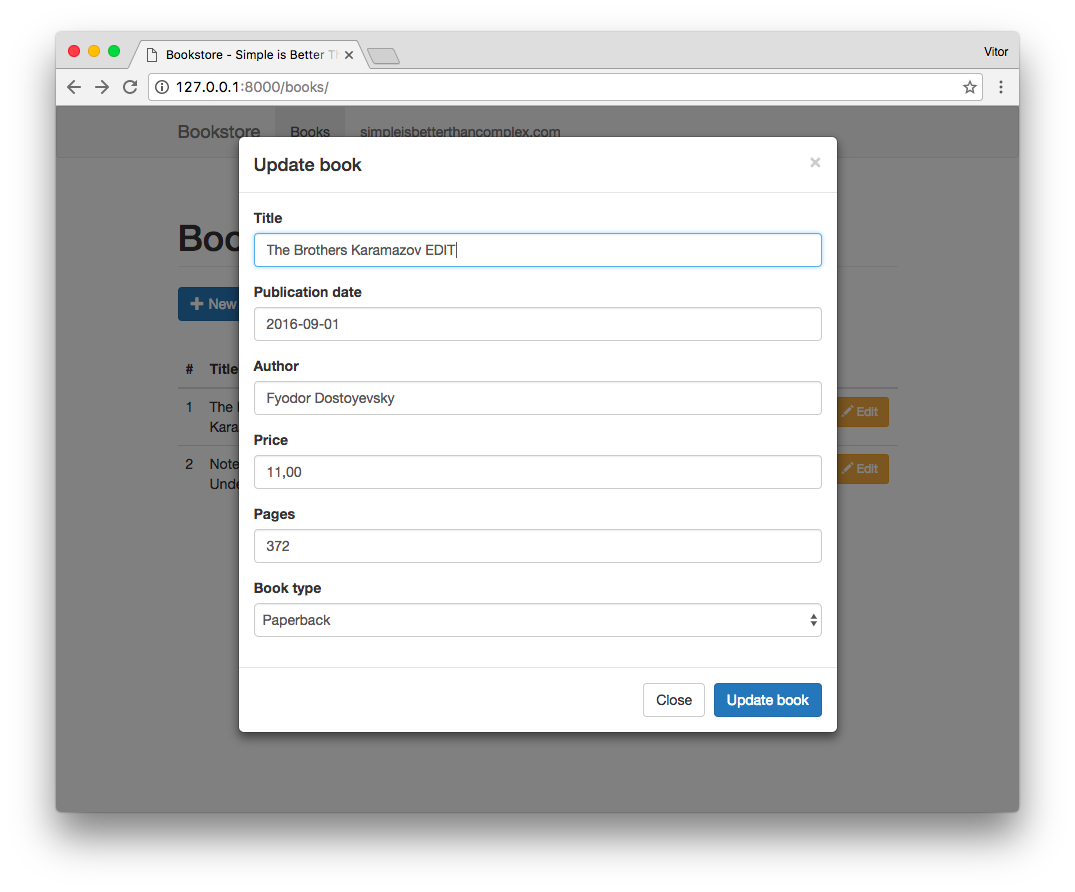 Bookstore - Simple is Better Th
Vitor
127.0.0.1:8000/books/
Bookstore Books simpleisbetterthancomplex.com
Update book ×
Title
The Brothers Karamazov EDIT
Publication date
2016-09-01
Author
Fyodor Dostoyevsky
Price
11,00
Pages
372
Book type
Paperback
Close Update book
Boo
New
# Title
1 The
Kara
Edit
2 Note
Unde
Edit